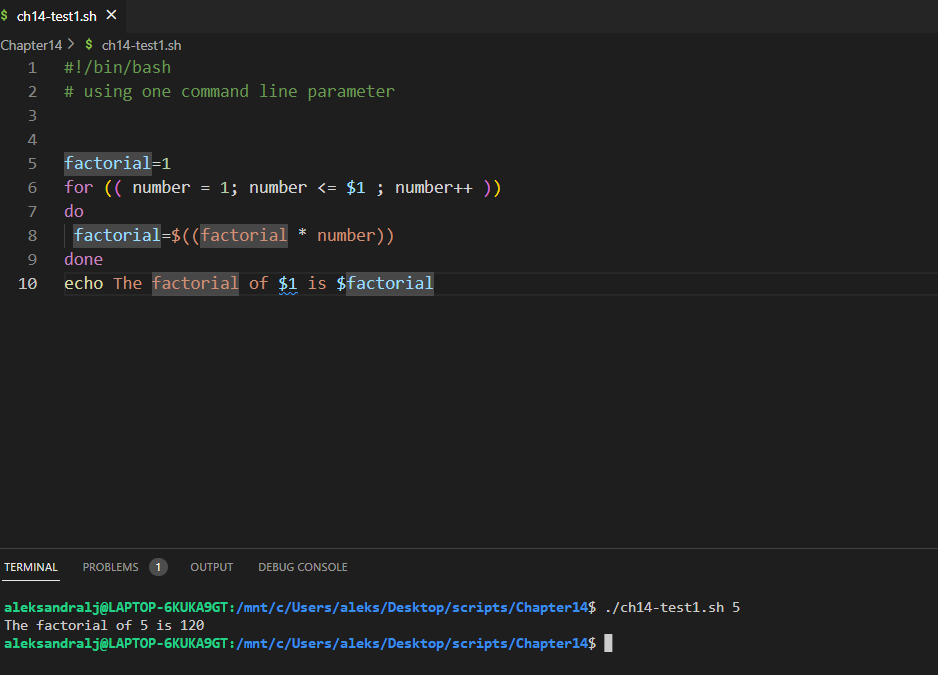 $ ch14-test1.sh ×
Chapter14 > $ ch14-test1.sh
1 #!/bin/bash
2 # using one command line parameter
3
4
5 factorial=1
6 for (( number = 1; number <= $1 ; number++ ))
7 do
8 factorial=$((factorial * number))
9 done
10 echo The factorial of $1 is $factorial
TERMINAL PROBLEMS 1 OUTPUT DEBUG CONSOLE
aleksandralj@LAPTOP-6KUKA9GT:/mnt/c/Users/aleks/Desktop/scripts/Chapter14$ ./ch14-test1.sh 5
The factorial of 5 is 120
aleksandralj@LAPTOP-6KUKA9GT:/mnt/c/Users/aleks/Desktop/scripts/Chapter14$